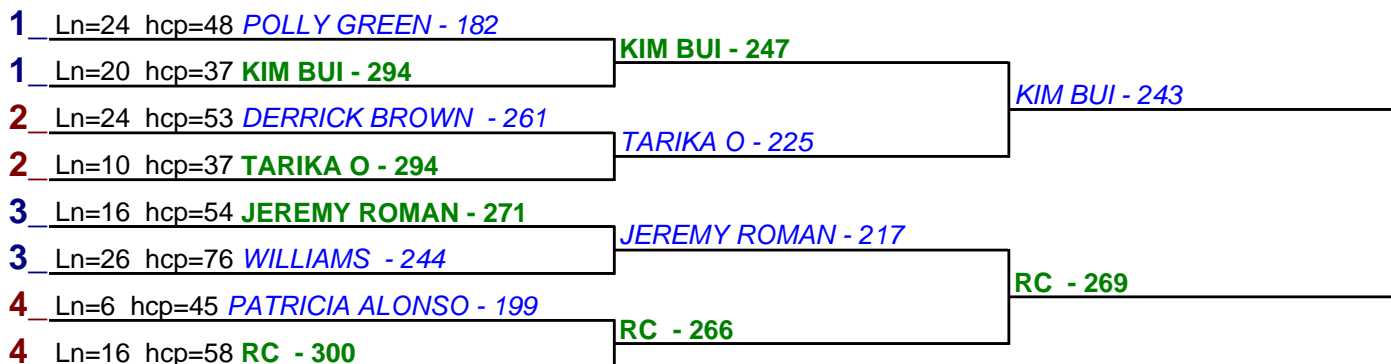 1_ Ln=24 hcp=48 POLLY GREEN - 182
KIM BUI - 247
1_ Ln=20 hcp=37 KIM BUI - 294
KIM BUI - 243
2_ Ln=24 hcp=53 DERRICK BROWN - 261
TARIKA O - 225
2_ Ln=10 hcp=37 TARIKA O - 294
3_ Ln=16 hcp=54 JEREMY ROMAN - 271
JEREMY ROMAN - 217
3_ Ln=26 hcp=76 WILLIAMS - 244
RC - 269
4_ Ln=6 hcp=45 PATRICIA ALONSO - 199
RC - 266
4 Ln=16 hcp=58 RC - 300